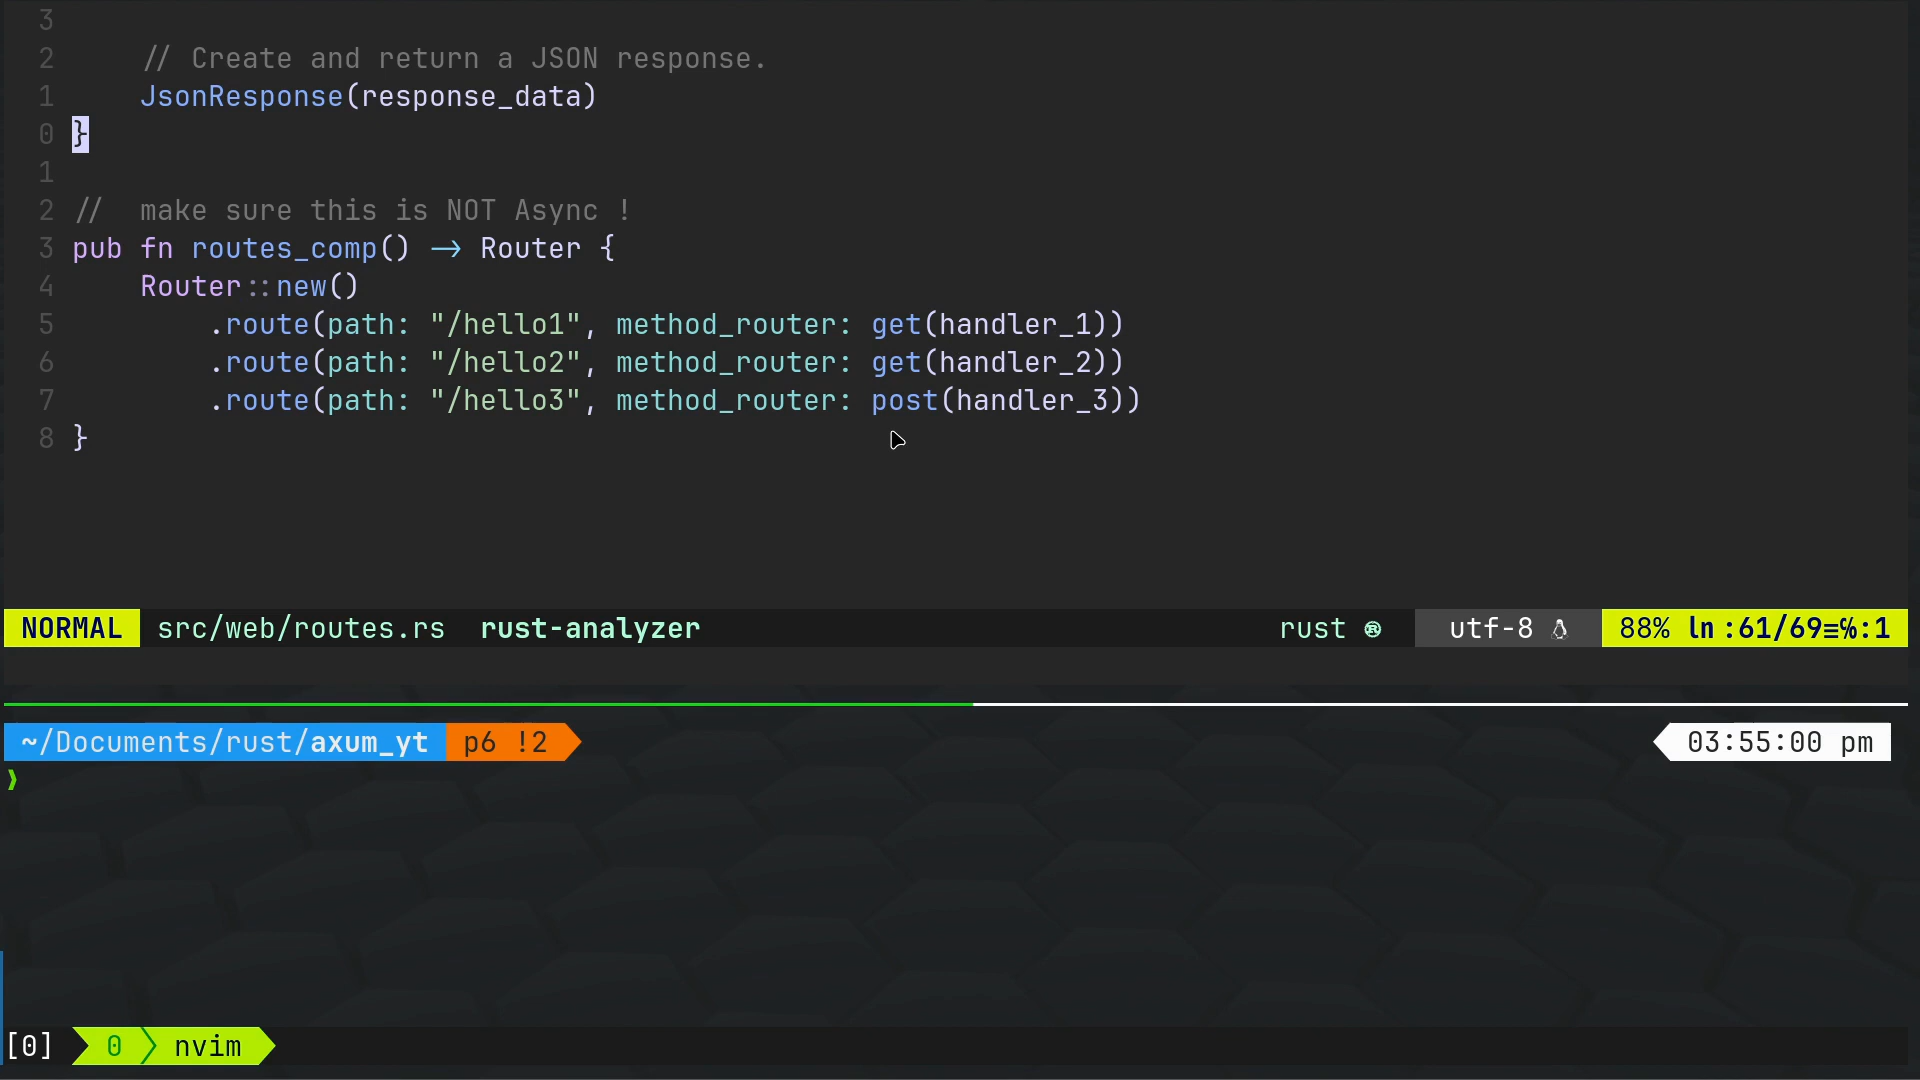 3
2 // Create and return a JSON response.
1 JsonResponse(response_data)
0 }
1
2 // make sure this is NOT Async !
3 pub fn routes_comp() -> Router {
4 Router::new()
5 .route(path: "/hello1", method_router: get(handler_1))
6 .route(path: "/hello2", method_router: get(handler_2))
7 .route(path: "/hello3", method_router: post(handler_3))
8 }
NORMAL src/web/routes.rs rust-analyzer rust ® utf-8 88% ln :61/69≡℅:1
~/Documents/rust/axum_yt p6 !2 03:55:00 pm
❯
[0] 0 nvim